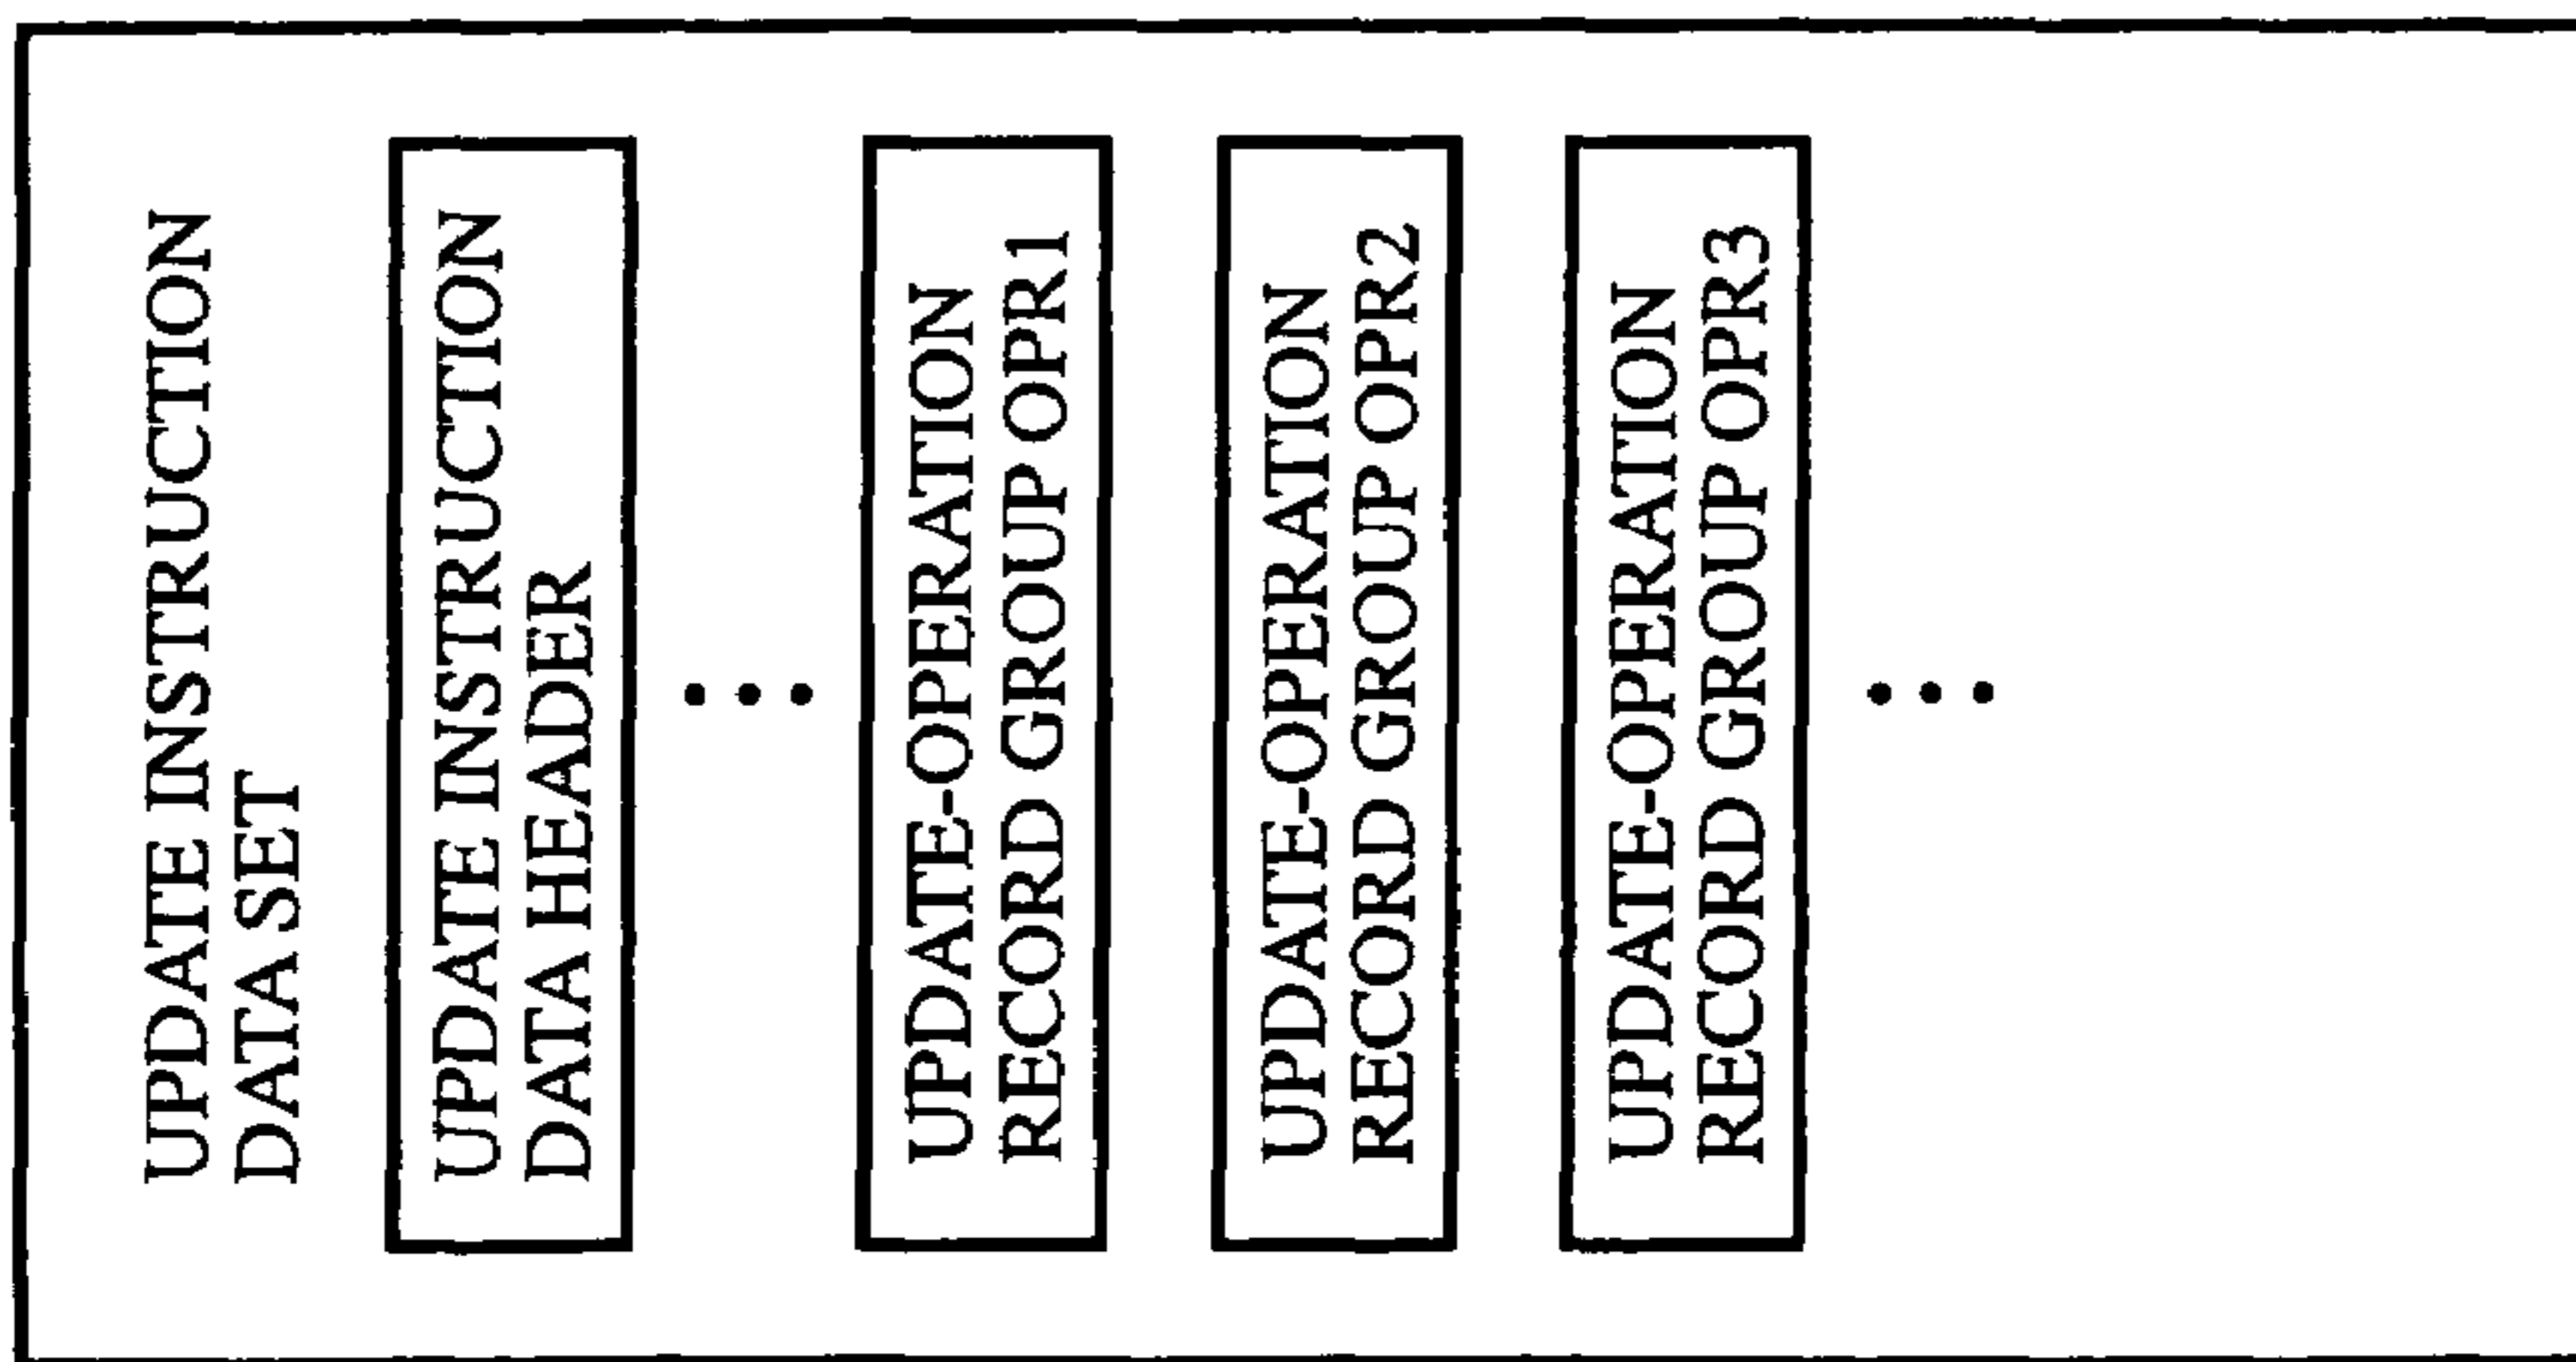 UPDATE INSTRUCTION
DATA SET
UPDATE INSTRUCTION
DATA HEADER
UPDATE-OPERATION
RECORD GROUP OPR1
UPDATE-OPERATION
RECORD GROUP OPR2
UPDATE-OPERATION
RECORD GROUP OPR3